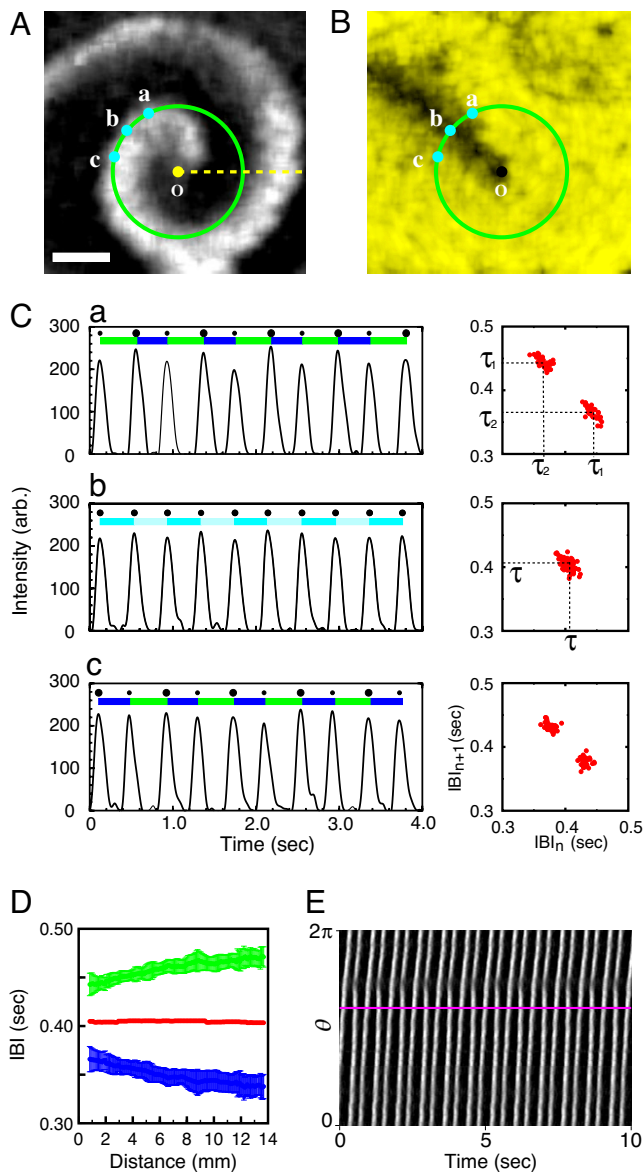 A
a
b
c
o
B
a
b
c
o
C
a
300
200
100
0
0.5
0.4
0.3
τ1
τ2
τ2
τ1
b
Intensity (arb.)
300
200
100
0
0.5
0.4
0.3
τ
τ
c
300
200
100
0
0
1.0
2.0
3.0
4.0
Time (sec)
IBIn+1(sec)
0.5
0.4
0.3
0.3
0.4
0.5
IBIn (sec)
D
IBI (sec)
0.50
0.40
0.30
0 2 4 6 8 10 12 14
Distance (mm)
E
2π
θ
0
0 5 10
Time (sec)